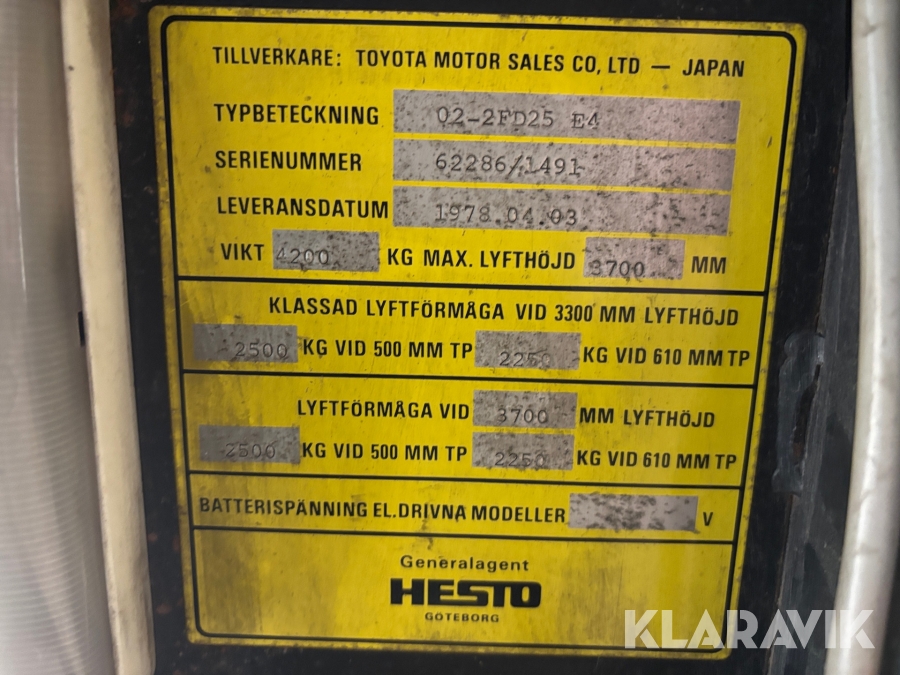 TILLVERKARE: TOYOTA MOTOR SALES CO, LTD — JAPAN
TYPBETECKNING 02-2FD25 E4
SERIENUMMER 62286/1491
LEVERANSDATUM 1978.04.03
VIKT 4200 KG MAX. LYFTHÖJD 3700 MM
KLASSAD LYFTFÖRMÅGA VID 3300 MM LYFTHÖJD
2500 KG VID 500 MM TP 2250 KG VID 610 MM TP
LYFTFÖRMÅGA VID 3700 MM LYFTHÖJD
2500 KG VID 500 MM TP 2250 KG VID 610 MM TP
BATTERISPÄNNING EL.DRIVNA MODELLER V
Generalagent
HESTO
GÖTEBORG
KLARAVIK